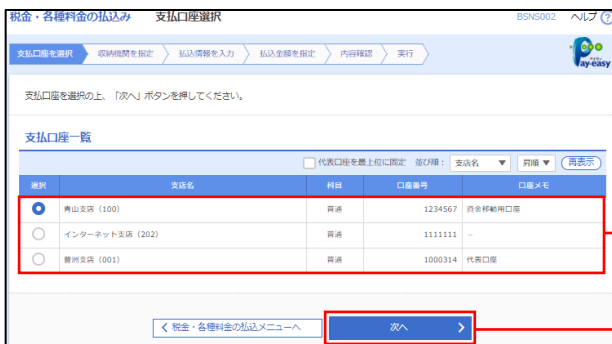 税金・各種料金の払込み 支払口座選択 BSNS002 ヘルプ ?
支払口座を選択 収納機関を指定 払込情報を入力 払込金額を指定 内容確認 実行
Pay-easy
支払口座を選択の上、「次へ」ボタンを押してください。
支払口座一覧
代表口座を最上位に固定 並び順: 支店名 ▼ 昇順 ▼ 再表示
選択 支店名 科目 口座番号 口座メモ
青山支店（100） 普通 1234567 資金移動用口座
インターネット支店（202） 普通 1111111 −
豊洲支店（001） 普通 1000314 代表口座
税金・各種料金の払込メニューへ 次へ